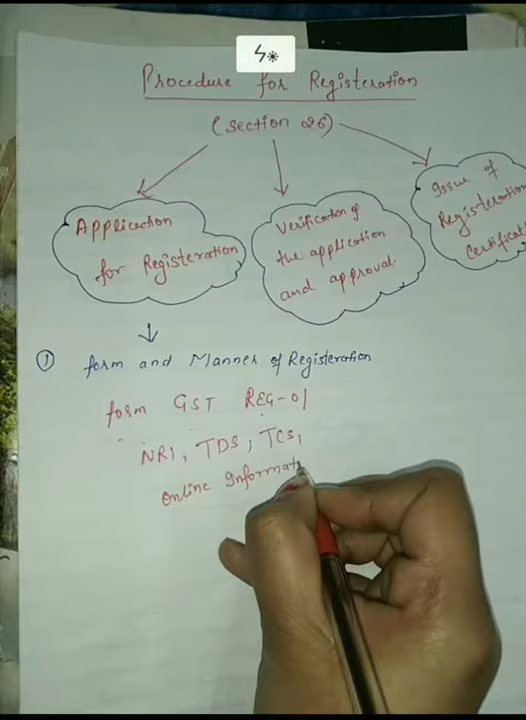 Procedure for Registeration
(section 26)
Application
for Registeration
Verification of
the application
and approval.
Issue of
Registeration
Certificat
① form and Manner of Registeration
form GST REG-01
NRI, TDS, TCS,
Online Informat